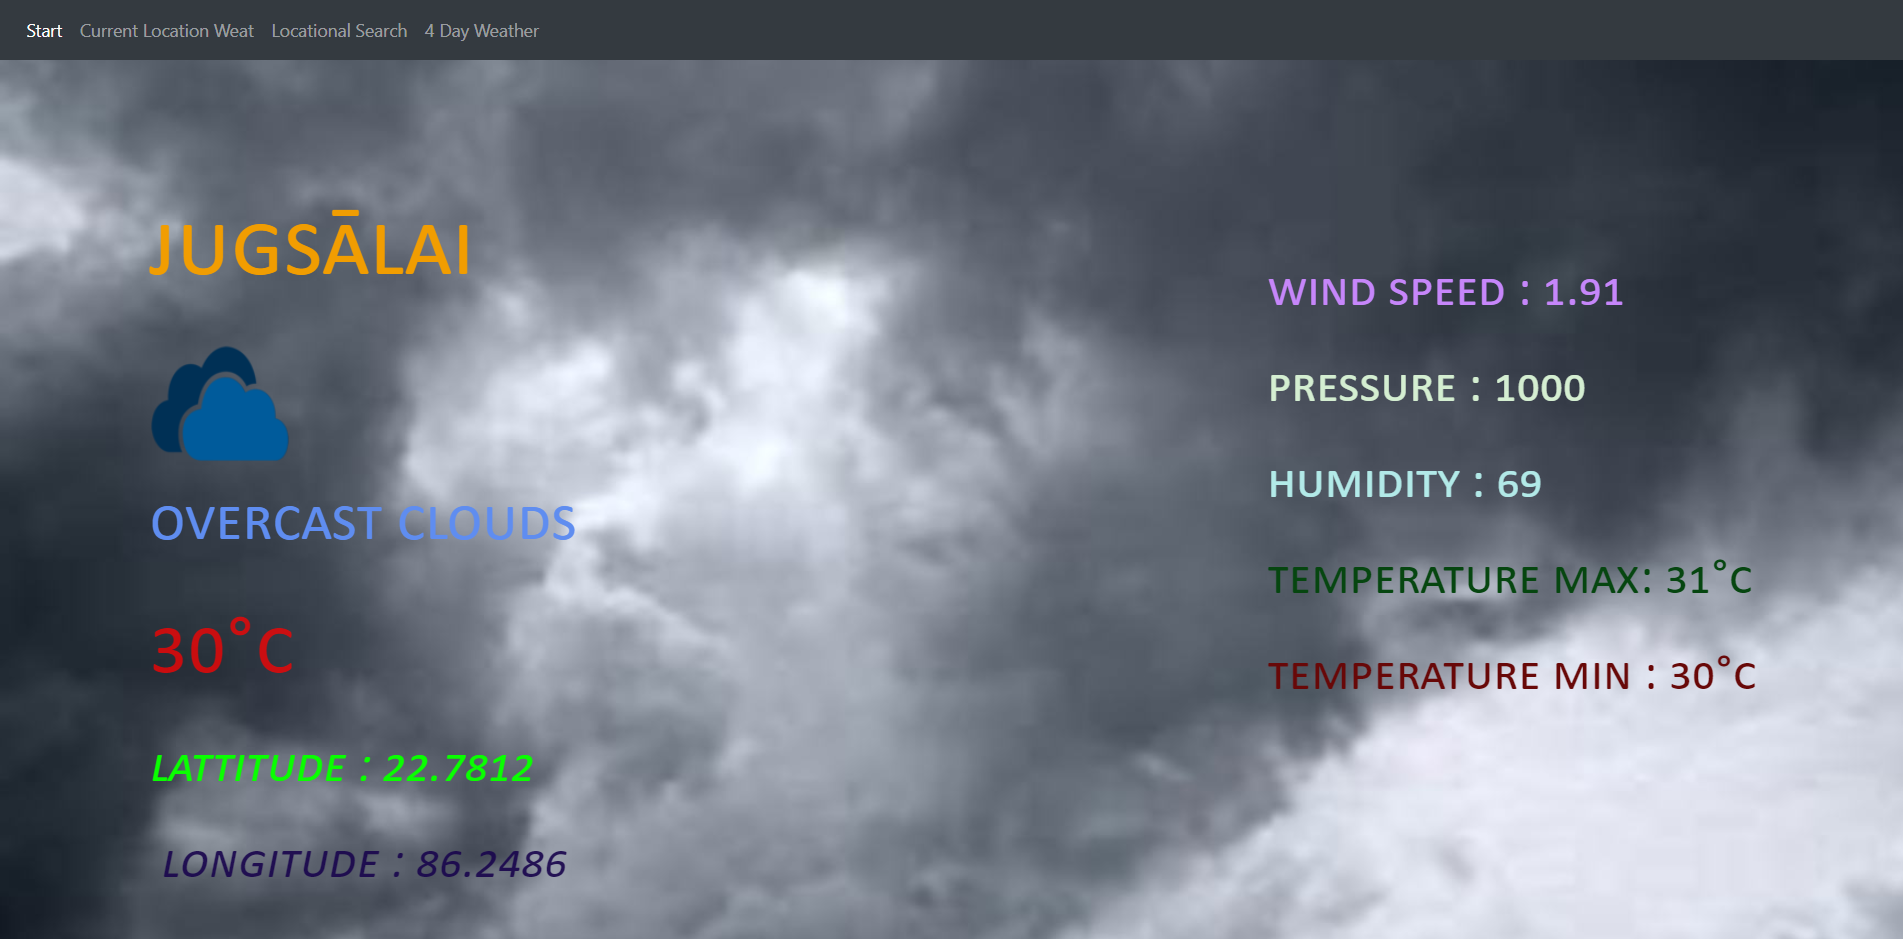 Start Current Location Weat Locational Search 4 Day Weather
JUGSĀLAI
OVERCAST CLOUDS
30°C
LATTITUDE : 22.7812
LONGITUDE : 86.2486
WIND SPEED : 1.91
PRESSURE : 1000
HUMIDITY : 69
TEMPERATURE MAX: 31°C
TEMPERATURE MIN : 30°C